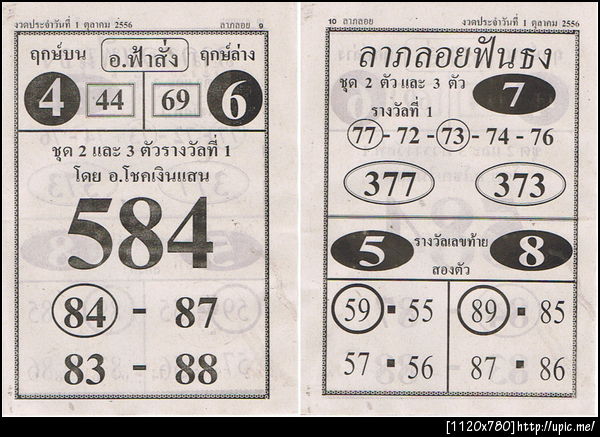 งวดประจำวันที่ 1 ตุลาคม 2556 ลาภลอย ๑
ฤกษ์บน อ.ฟ้าสั่ง ฤกษ์ล่าง
4 44 69 6
ชุด 2 และ 3 ตัวรางวัลที่ 1
โดย อ.โชคเงินแสน
584
84 - 87
83 - 88
10 ลาภลอย งวดประจำวันที่ 1 ตุลาคม 2556
ลาภลอยฟันธง
ชุด 2 ตัว และ 3 ตัว 7
รางวัลที่ 1
77 - 72 - 73 - 74 - 76
377 373
5 รางวัลเลขท้าย 8
สองตัว
59 ▪ 55 89 ▪ 85
57 ▪ 56 87 ▪ 86
[1120x780]http://upic.me/